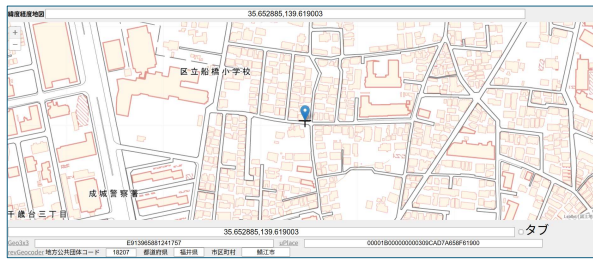 緯度経度地図 35.652885,139.619003
+
−
区立船橋小学校
成城警察署
千歳台三丁目
35.652885,139.619003 タブ
Geo3x3 E913965881241757 uPlace 00001B000000000309CAD7A658F61900
revGeocoder 地方公共団体コード 18207 都道府県 福井県 市区町村 鯖江市